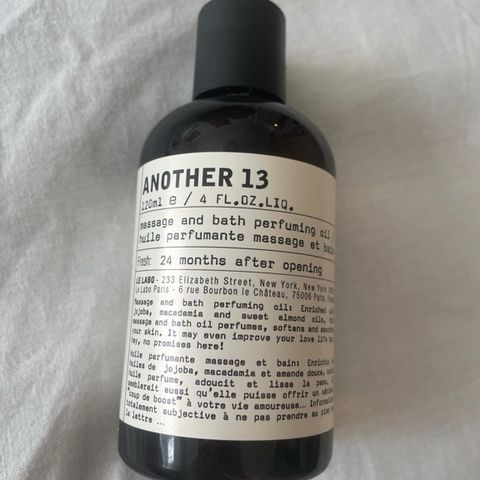 ANOTHER 13
120ml e / 4 FL.OZ.LIQ.
massage and bath perfuming oil
huile parfumante massage et
Fresh: 24 months after opening
LE LABO - 233 Elizabeth Street, New York, New York
Le Labo Paris - 6 rue Bourbon le Château, 75006 Paris,
Massage and bath perfuming oil: Enriched
jojoba, macadamia and sweet almond oils,
massage and bath oil perfumes, softens and
your skin. It may even improve your love life
hey, no promises here!
Huile parfumante massage et bain: Enrichie
huiles de jojoba, macadamia et amande douce,
huile parfume, adoucit et lisse la peau.
semblerait aussi qu'elle puisse offrir un
"coup de boost" à votre vie amoureuse...
totalement subjective à ne pas prendre au pied
la lettre ...